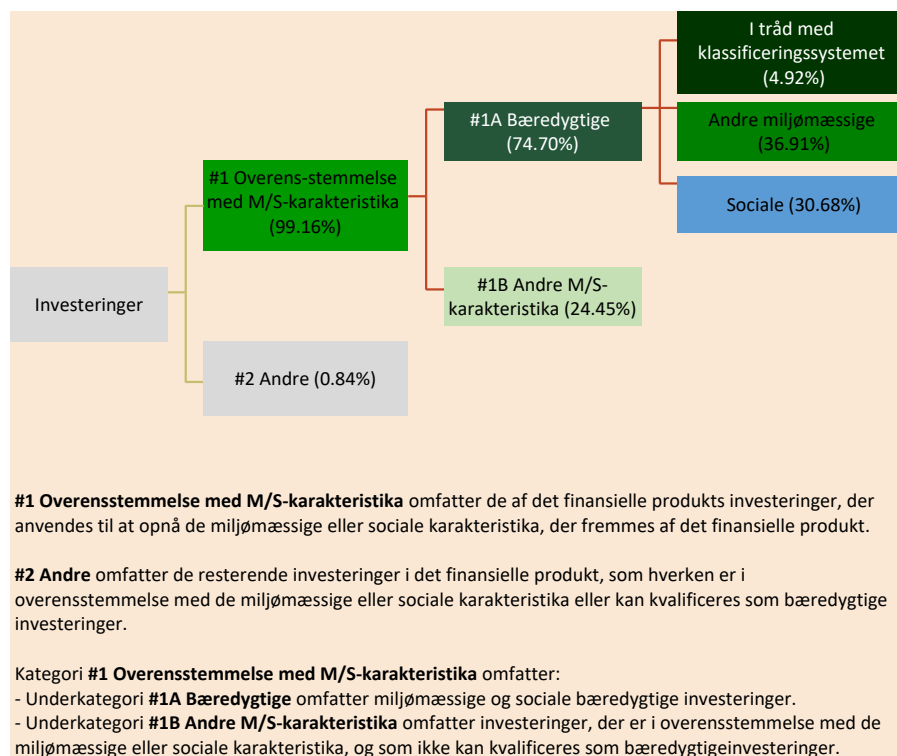 I tråd med
klassificeringssystemet
(4.92%)
#1A Bæredygtige
(74.70%)
Andre miljømæssige
(36.91%)
#1 Overens-stemmelse
med M/S-karakteristika
(99.16%)
Sociale (30.68%)
Investeringer
#1B Andre M/S-
karakteristika (24.45%)
#2 Andre (0.84%)
#1 Overensstemmelse med M/S-karakteristika omfatter de af det finansielle produkts investeringer, der
anvendes til at opnå de miljømæssige eller sociale karakteristika, der fremmes af det finansielle produkt.
#2 Andre omfatter de resterende investeringer i det finansielle produkt, som hverken er i
overensstemmelse med de miljømæssige eller sociale karakteristika eller kan kvalificeres som bæredygtige
investeringer.
Kategori #1 Overensstemmelse med M/S-karakteristika omfatter:
- Underkategori #1A Bæredygtige omfatter miljømæssige og sociale bæredygtige investeringer.
- Underkategori #1B Andre M/S-karakteristika omfatter investeringer, der er i overensstemmelse med de
miljømæssige eller sociale karakteristika, og som ikke kan kvalificeres som bæredygtigeinvesteringer.